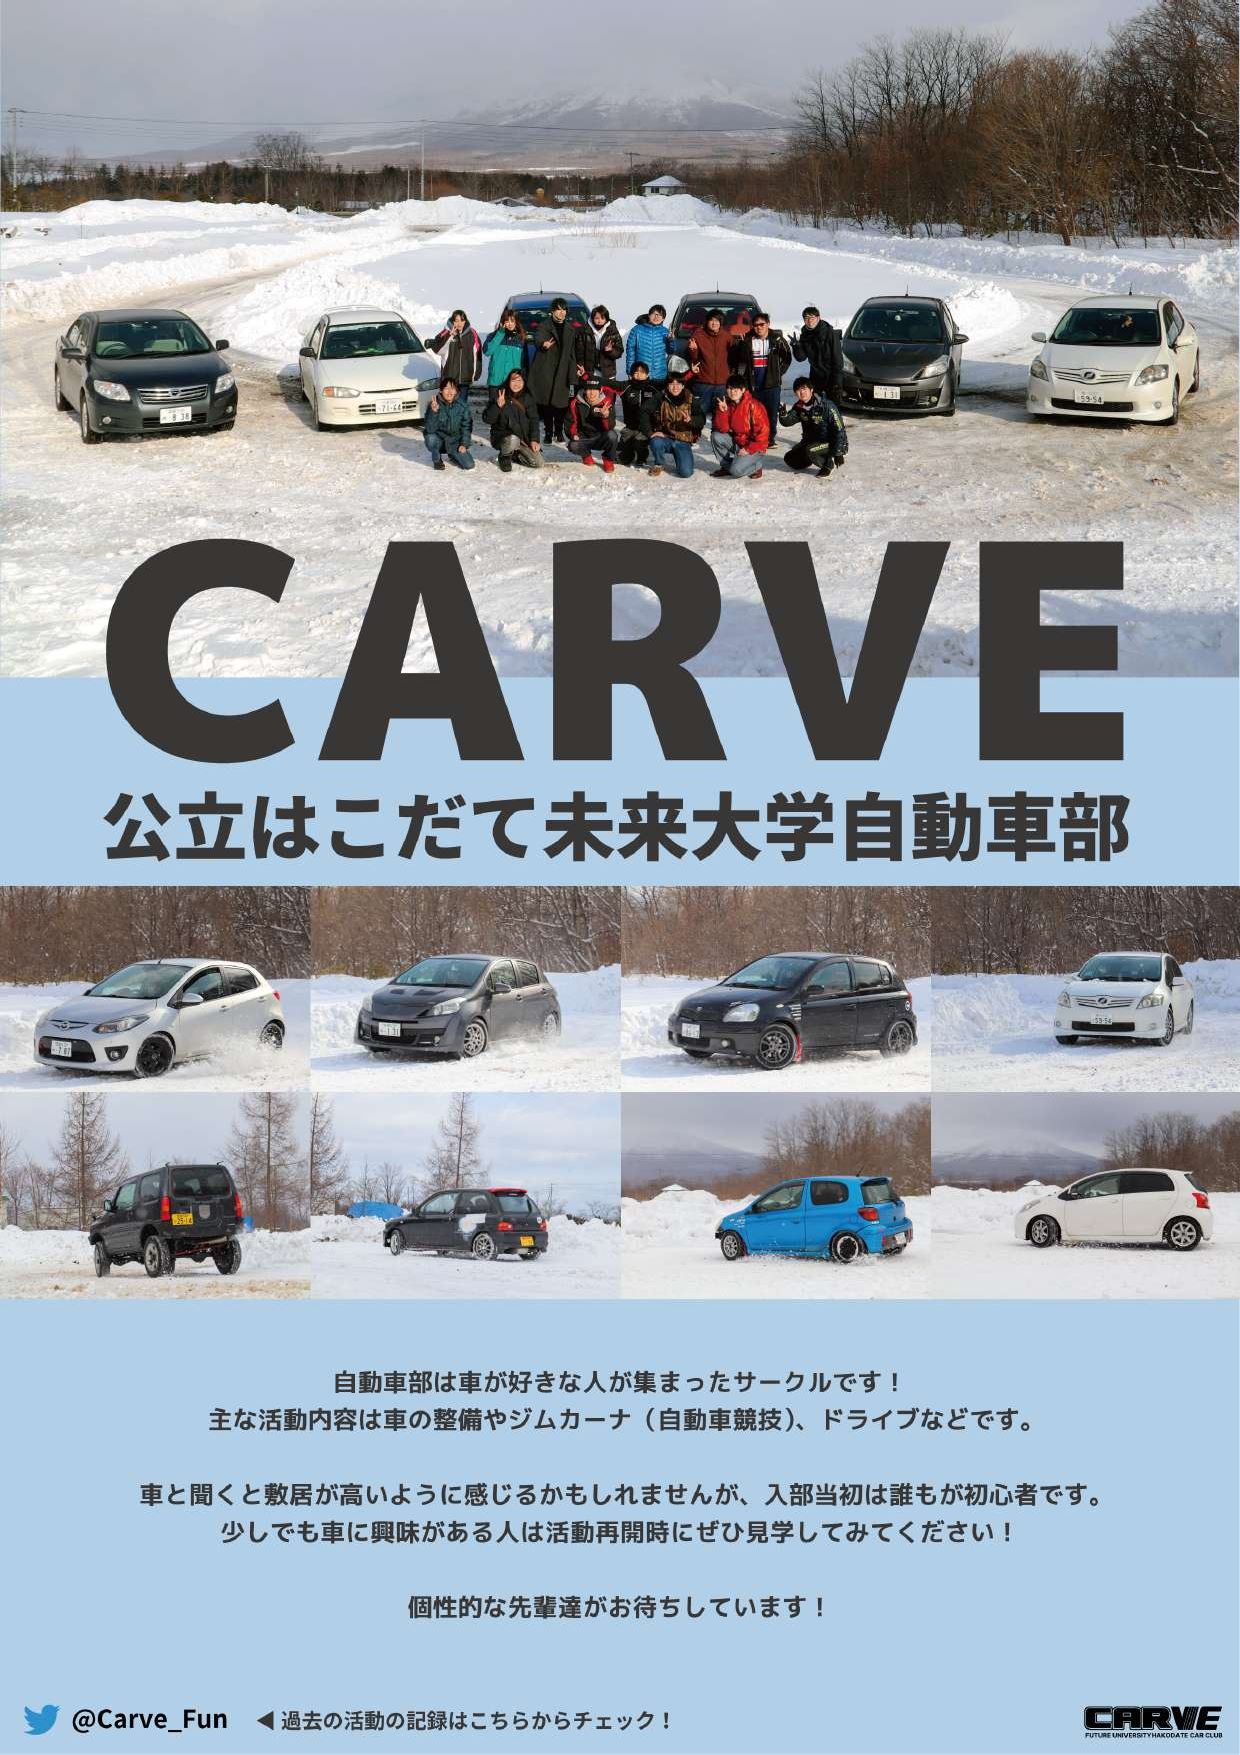 CARVE
公立はこだて未来大学自動車部
自動車部は車が好きな人が集まったサークルです！
主な活動内容は車の整備やジムカーナ（自動車競技）、ドライブなどです。
車と聞くと敷居が高いように感じるかもしれませんが、入部当初は誰もが初心者です。
少しでも車に興味がある人は活動再開時にぜひ見学してみてください！
個性的な先輩達がお待ちしています！
@Carve_Fun ◀過去の活動の記録はこちらからチェック！
CARVE
FUTURE UNIVERSITY HAKODATE CAR CLUB